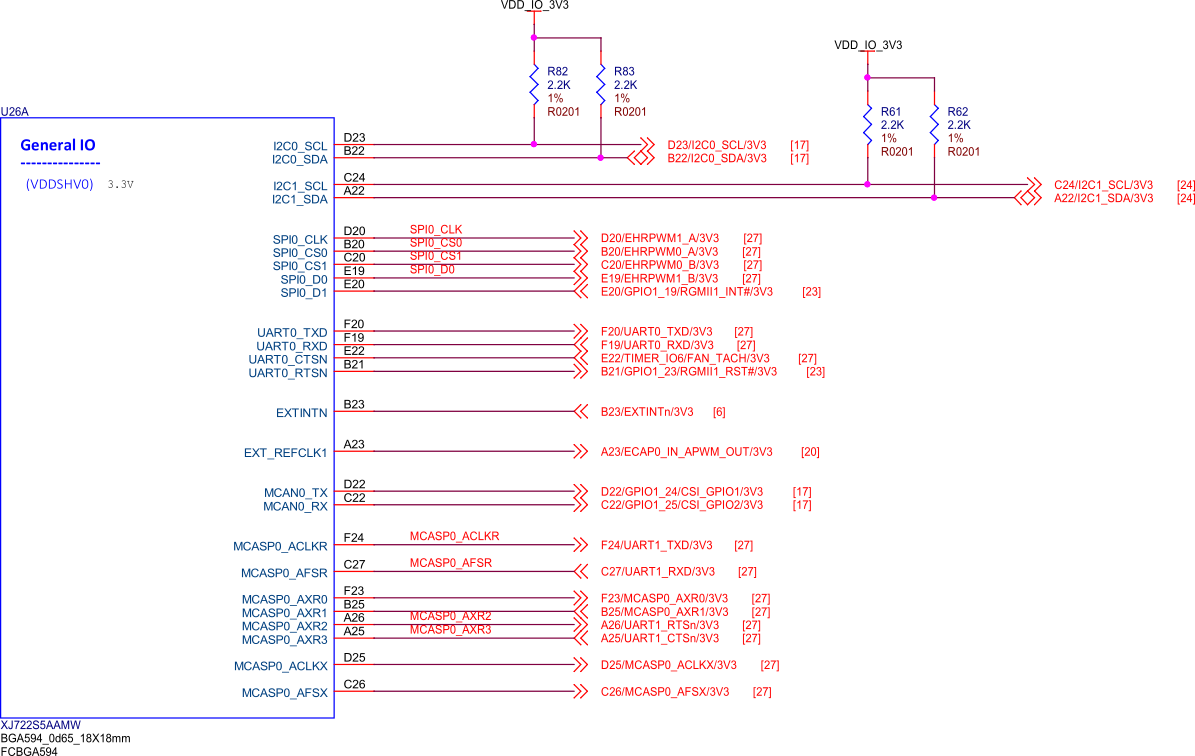 VDD_IO_3V3
VDD_IO_3V3
R82
2.2K
1%
R0201
R83
2.2K
1%
R0201
R61
2.2K
1%
R0201
R62
2.2K
1%
R0201
U26A
General IO
---------------
(VDDSHV0) 3.3V
I2C0_SCL D23 D23/I2C0_SCL/3V3 [17]
I2C0_SDA B22 B22/I2C0_SDA/3V3 [17]
I2C1_SCL C24 C24/I2C1_SCL/3V3 [24]
I2C1_SDA A22 A22/I2C1_SDA/3V3 [24]
SPI0_CLK D20 SPI0_CLK D20/EHRPWM1_A/3V3 [27]
SPI0_CS0 B20 SPI0_CS0 B20/EHRPWM0_A/3V3 [27]
SPI0_CS1 C20 SPI0_CS1 C20/EHRPWM0_B/3V3 [27]
SPI0_D0 E19 SPI0_D0 E19/EHRPWM1_B/3V3 [27]
SPI0_D1 E20 E20/GPIO1_19/RGMII1_INT#/3V3 [23]
UART0_TXD F20 F20/UART0_TXD/3V3 [27]
UART0_RXD F19 F19/UART0_RXD/3V3 [27]
UART0_CTSN E22 E22/TIMER_IO6/FAN_TACH/3V3 [27]
UART0_RTSN B21 B21/GPIO1_23/RGMII1_RST#/3V3 [23]
EXTINTN B23 B23/EXTINTn/3V3 [6]
EXT_REFCLK1 A23 A23/ECAP0_IN_APWM_OUT/3V3 [20]
MCAN0_TX D22 D22/GPIO1_24/CSI_GPIO1/3V3 [17]
MCAN0_RX C22 C22/GPIO1_25/CSI_GPIO2/3V3 [17]
MCASP0_ACLKR F24 MCASP0_ACLKR F24/UART1_TXD/3V3 [27]
MCASP0_AFSR C27 MCASP0_AFSR C27/UART1_RXD/3V3 [27]
MCASP0_AXR0 F23 F23/MCASP0_AXR0/3V3 [27]
MCASP0_AXR1 B25 B25/MCASP0_AXR1/3V3 [27]
MCASP0_AXR2 A26 MCASP0_AXR2 A26/UART1_RTSn/3V3 [27]
MCASP0_AXR3 A25 MCASP0_AXR3 A25/UART1_CTSn/3V3 [27]
MCASP0_ACLKX D25 D25/MCASP0_ACLKX/3V3 [27]
MCASP0_AFSX C26 C26/MCASP0_AFSX/3V3 [27]
XJ722S5AAMW
BGA594_0d65_18X18mm
FCBGA594